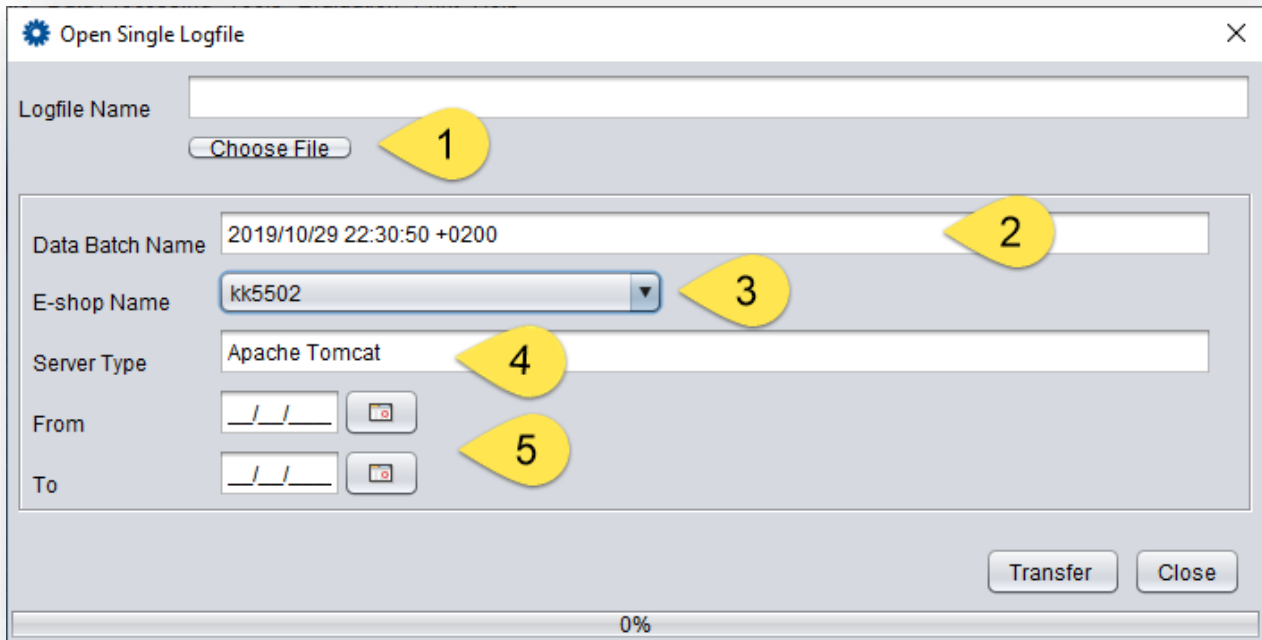 Open Single Logfile
Logfile Name
Choose File
1
Data Batch Name 2019/10/29 22:30:50 +0200
2
E-shop Name kk5502
3
Server Type Apache Tomcat
4
From __/__/____
5
To __/__/____
Transfer Close
0%